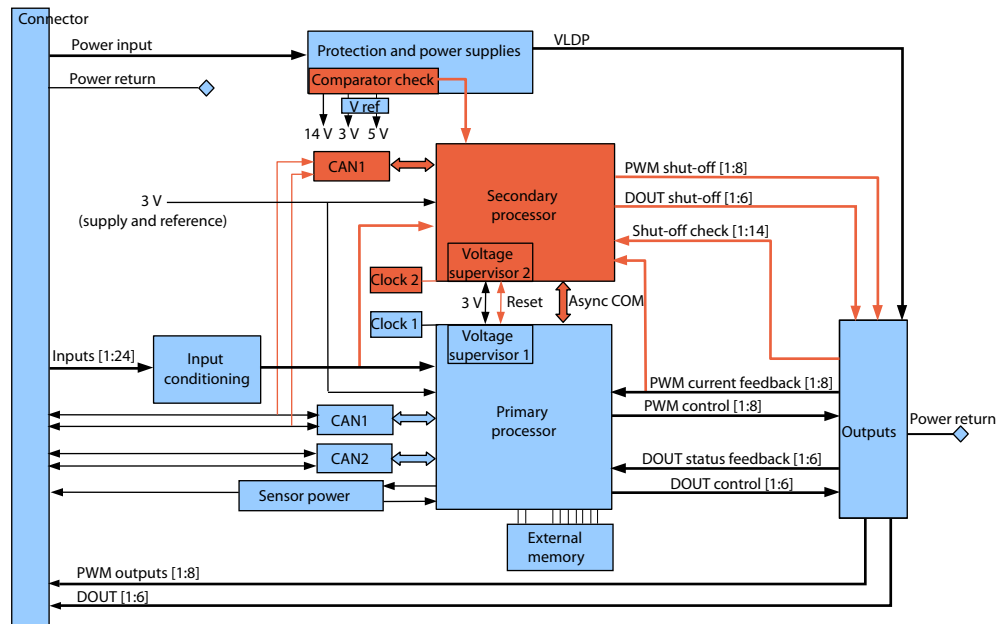 Connector
Power input
Protection and power supplies
VLDP
Power return
Comparator check
V ref
14 V 3 V 5 V
CAN1
PWM shut-off [1:8]
Secondary
processor
DOUT shut-off [1:6]
3 V
(supply and reference)
Shut-off check [1:14]
Voltage
supervisor 2
Clock 2
3 V
Reset
Async COM
Clock 1
Voltage
supervisor 1
Inputs [1:24]
Input
conditioning
PWM current feedback [1:8]
CAN1
Primary
processor
PWM control [1:8]
Power return
Outputs
CAN2
DOUT status feedback [1:6]
Sensor power
DOUT control [1:6]
External
memory
PWM outputs [1:8]
DOUT [1:6]